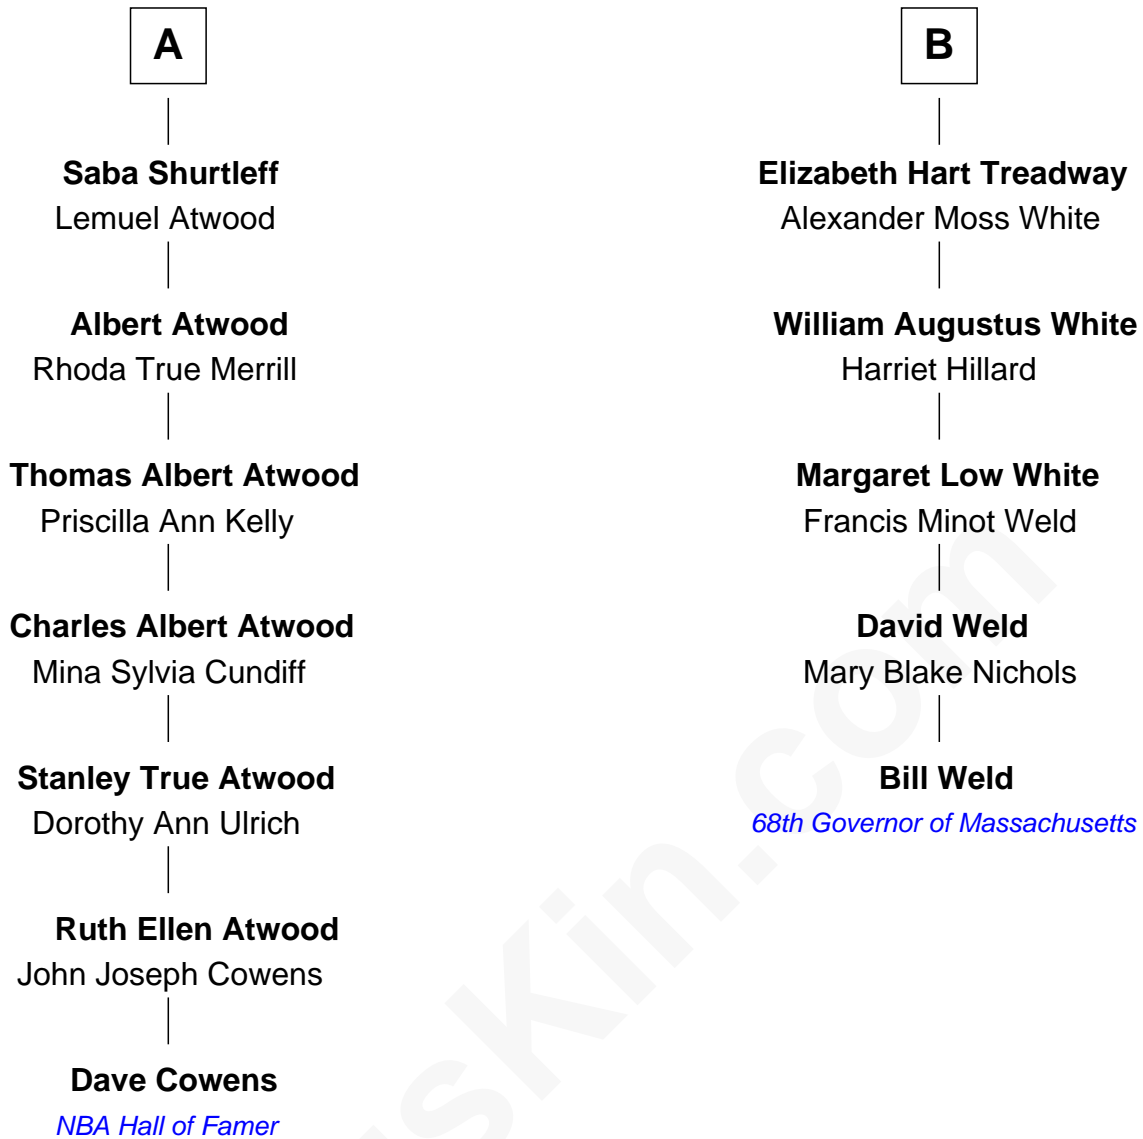 A
Saba Shurtleff
Lemuel Atwood
Albert Atwood
Rhoda True Merrill
Thomas Albert Atwood
Priscilla Ann Kelly
Charles Albert Atwood
Mina Sylvia Cundiff
Stanley True Atwood
Dorothy Ann Ulrich
Ruth Ellen Atwood
John Joseph Cowens
Dave Cowens
NBA Hall of Famer
B
Elizabeth Hart Treadway
Alexander Moss White
William Augustus White
Harriet Hillard
Margaret Low White
Francis Minot Weld
David Weld
Mary Blake Nichols
Bill Weld
68th Governor of Massachusetts